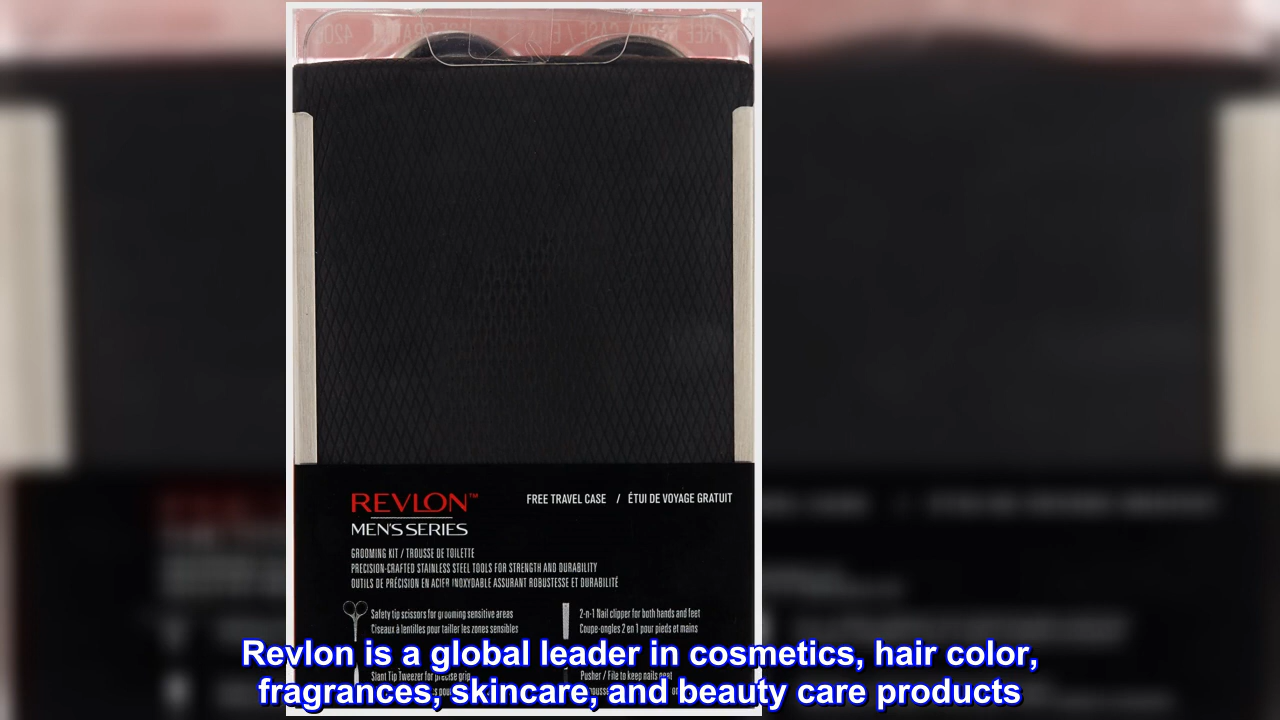 REVLON™
MEN'S SERIES
FREE TRAVEL CASE / ÉTUI DE VOYAGE GRATUIT
GROOMING KIT / TROUSSE DE TOILETTE
PRECISION-CRAFTED STAINLESS STEEL TOOLS FOR STRENGTH AND DURABILITY
OUTILS DE PRÉCISION EN ACIER INOXYDABLE ASSURANT ROBUSTESSE ET DURABILITÉ
Safety tip scissors for grooming sensitive areas
Ciseaux à lentilles pour tailler les zones sensibles
2-n-1 Nail clipper for both hands and feet
Coupe-ongles 2 en 1 pour pieds et mains
Slant Tip Tweezer for precise grip
Pusher / File to keep nails neat
Revlon is a global leader in cosmetics, hair color,
fragrances, skincare, and beauty care products